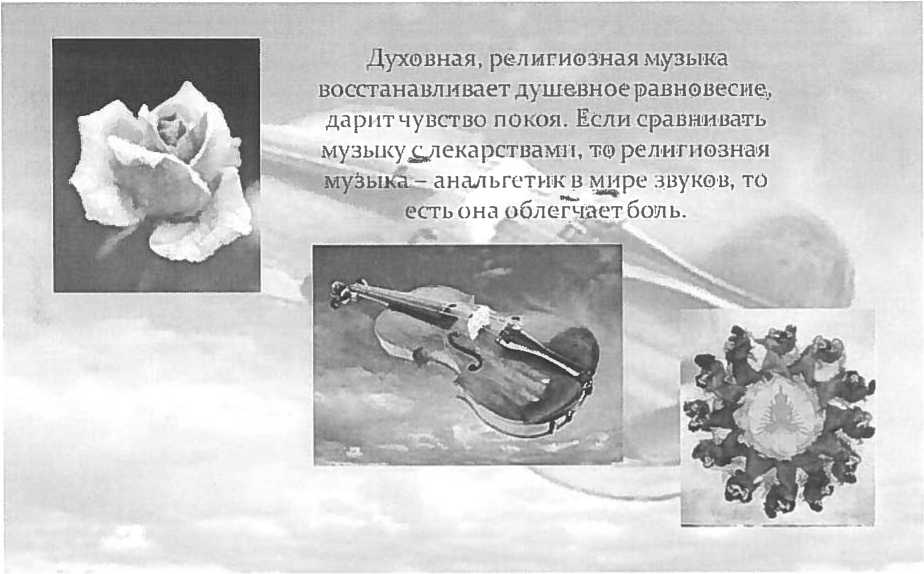 Духовная, религиозная музыка
восстанавливает душевное равновесие,
дарит чувство покоя. Если сравнивать
музыку с лекарствами, то религиозная
музыка – анальгетик в мире звуков, то
есть она облегчает боль.